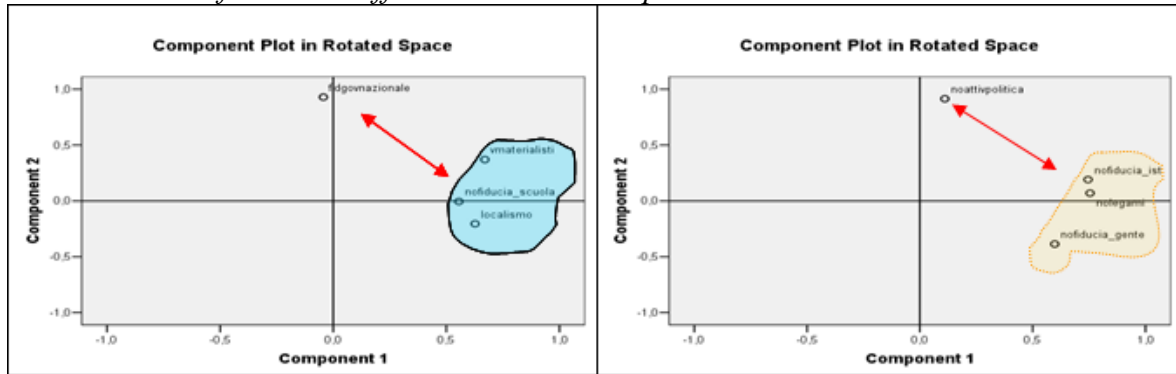 Component Plot in Rotated Space
Component 2
1,0
0,5
0,0
-0,5
-1,0
fidgovnazionale
vmaterialisti
nofiducia_scuola
localismo
-1,0 -0,5 0,0 0,5 1,0
Component 1
Component Plot in Rotated Space
Component 2
1,0
0,5
0,0
-0,5
-1,0
noattivpolitica
nofiducia_ist
nolegami
nofiducia_gente
-1,0 -0,5 0,0 0,5 1,0
Component 1